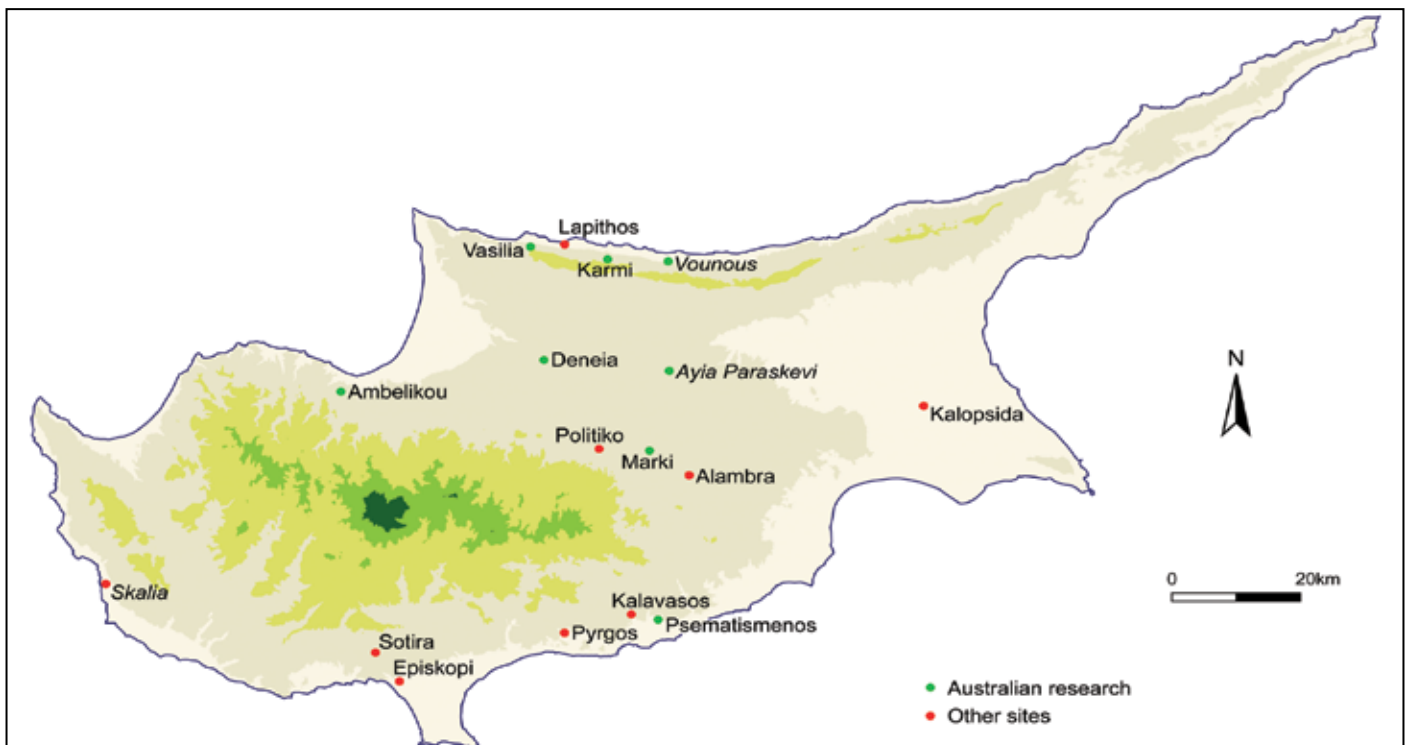 Lapithos
Vasilia
Karmi
Vounous
Deneia
Ayia Paraskevi
Ambelikou
Kalopsida
N
Politiko
Marki
Alambra
0 20km
Skalia
Kalavasos
Psematismenos
Pyrgos
Sotira
Episkopi
Australian research
Other sites